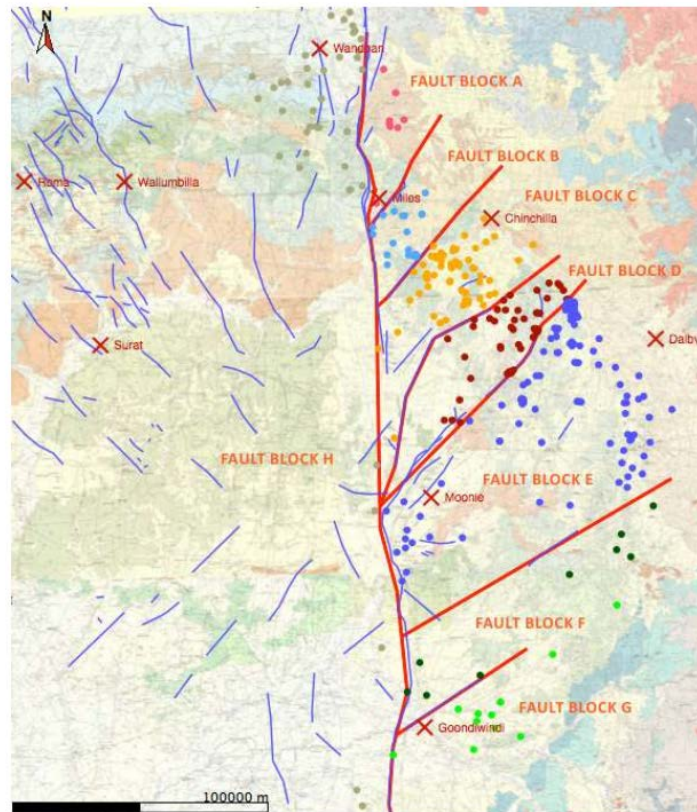 N
Wandoan
FAULT BLOCK A
FAULT BLOCK B
Roma
Wallumbilla
Miles
FAULT BLOCK C
Chinchilla
FAULT BLOCK D
Surat
Dalby
FAULT BLOCK H
FAULT BLOCK E
Moonie
FAULT BLOCK F
FAULT BLOCK G
Goondiwindi
100000 m